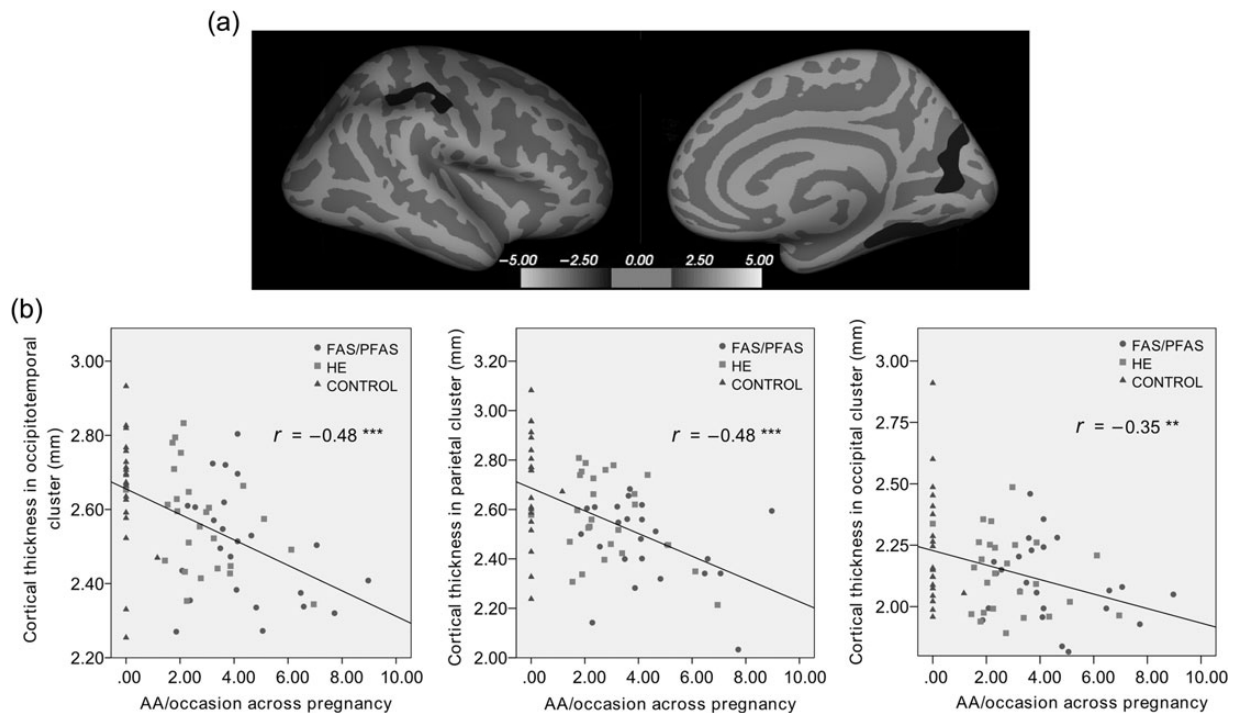 (a)
−5.00 −2.50 0.00 2.50 5.00
(b)
Cortical thickness in occipitotemporal
cluster (mm)
3.00
2.80
2.60
2.40
2.20
FAS/PFAS
HE
CONTROL
r = −0.48 ***
.00 2.00 4.00 6.00 8.00 10.00
AA/occasion across pregnancy
Cortical thickness in parietal cluster (mm)
3.20
3.00
2.80
2.60
2.40
2.20
2.00
FAS/PFAS
HE
CONTROL
r = −0.48 ***
.00 2.00 4.00 6.00 8.00 10.00
AA/occasion across pregnancy
Cortical thickness in occipital cluster (mm)
3.00
2.75
2.50
2.25
2.00
FAS/PFAS
HE
CONTROL
r = −0.35 **
.00 2.00 4.00 6.00 8.00 10.00
AA/occasion across pregnancy